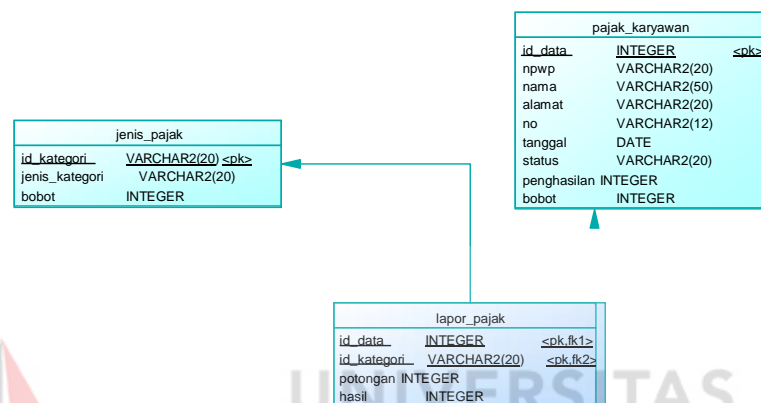 pajak_karyawan
id_data INTEGER <pk>
npwp VARCHAR2(20)
nama VARCHAR2(50)
alamat VARCHAR2(20)
no VARCHAR2(12)
tanggal DATE
status VARCHAR2(20)
penghasilan INTEGER
bobot INTEGER
jenis_pajak
id_kategori VARCHAR2(20) <pk>
jenis_kategori VARCHAR2(20)
bobot INTEGER
lapor_pajak
id_data INTEGER <pk,fk1>
id_kategori VARCHAR2(20) <pk,fk2>
potongan INTEGER
hasil INTEGER
UNIVERSITAS